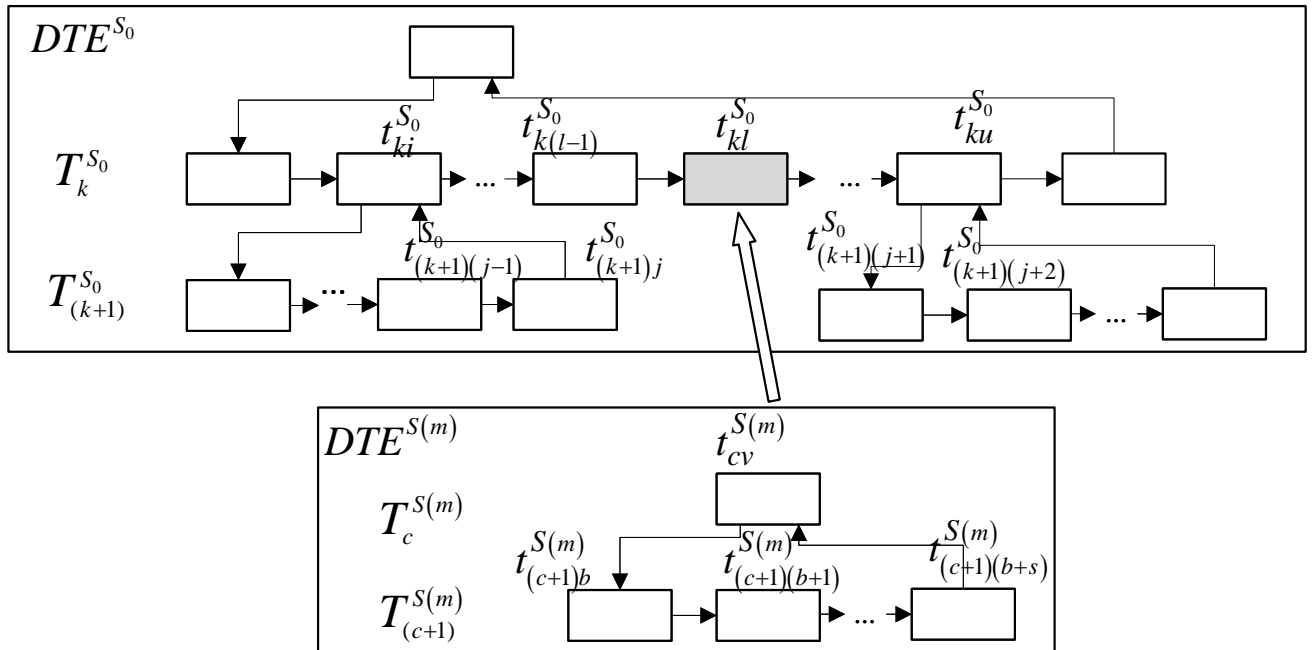 DTE^{S_0}
t_{ki}^{S_0} t_{k(l-1)}^{S_0} t_{kl}^{S_0} t_{ku}^{S_0}
T_k^{S_0} ... ...
t_{(k+1)(j-1)}^{S_0} t_{(k+1)j}^{S_0} t_{(k+1)(j+1)}^{S_0} t_{(k+1)(j+2)}^{S_0}
T_{(k+1)}^{S_0} ... ...
DTE^{S(m)} t_{cv}^{S(m)}
T_c^{S(m)}
t_{(c+1)b}^{S(m)} t_{(c+1)(b+1)}^{S(m)} t_{(c+1)(b+s)}^{S(m)}
T_{(c+1)}^{S(m)} ...